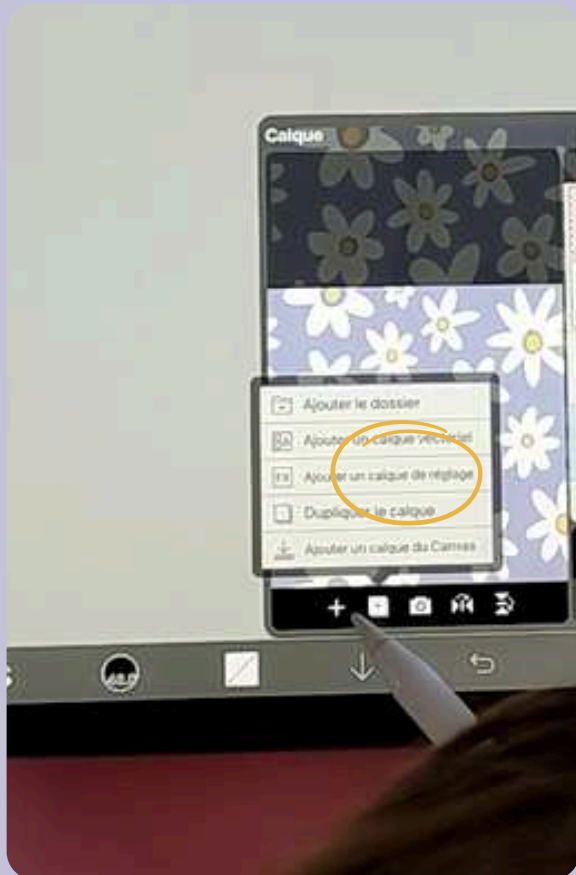 Calque
Ajouter le dossier
Ajouter un calque vectoriel
FX Ajouter un calque de réglage
Dupliquer le calque
Ajouter un calque du Canvas